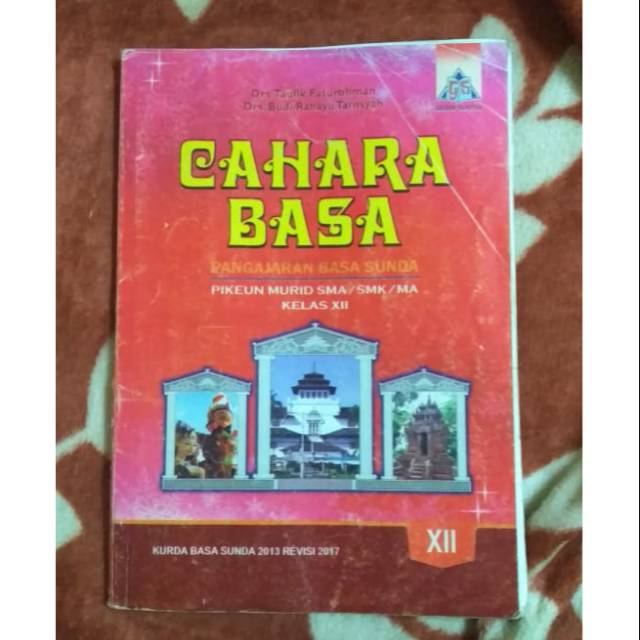 Drs Taufik Faturohman
Drs Budi Rahayu Tamsyah
CAHARA
BASA
PANGAJARAN BASA SUNDA
PIKEUN MURID SMA/SMK/MA
KELAS XII
XII
KURDA BASA SUNDA 2013 REVISI 2017